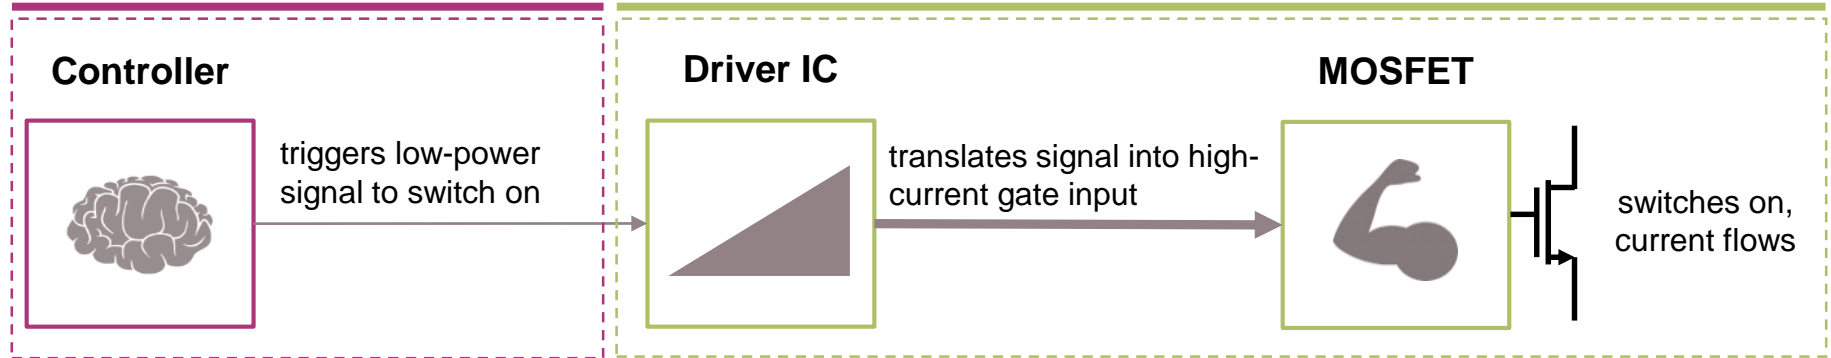 Controller
triggers low-power
signal to switch on
Driver IC
translates signal into high-
current gate input
MOSFET
switches on,
current flows